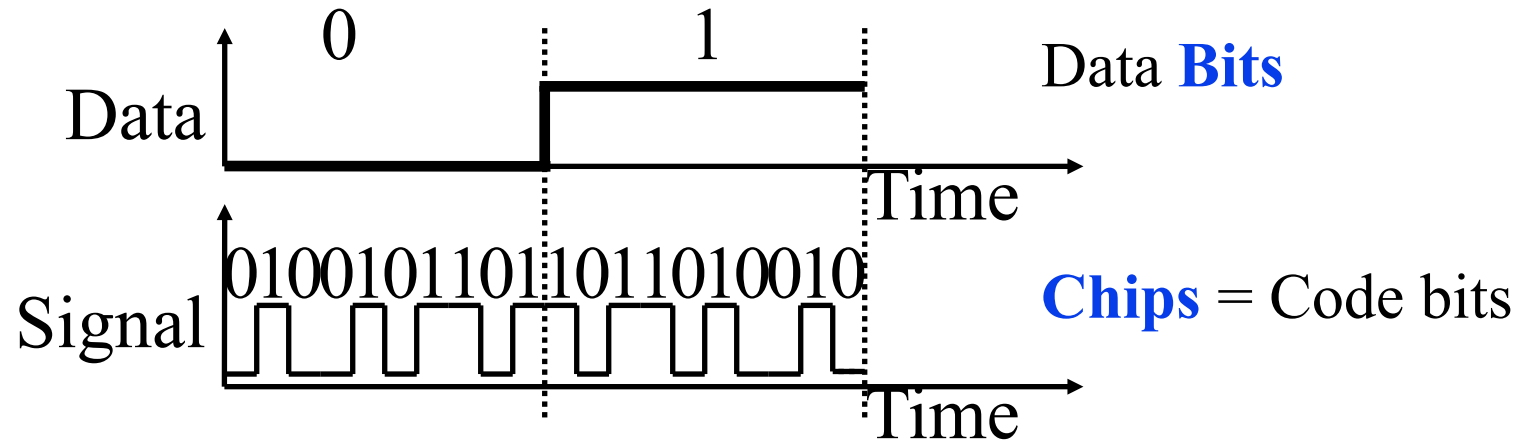 0 1
Data
Data Bits
Time
01001011011011010010
Signal
Chips = Code bits
Time